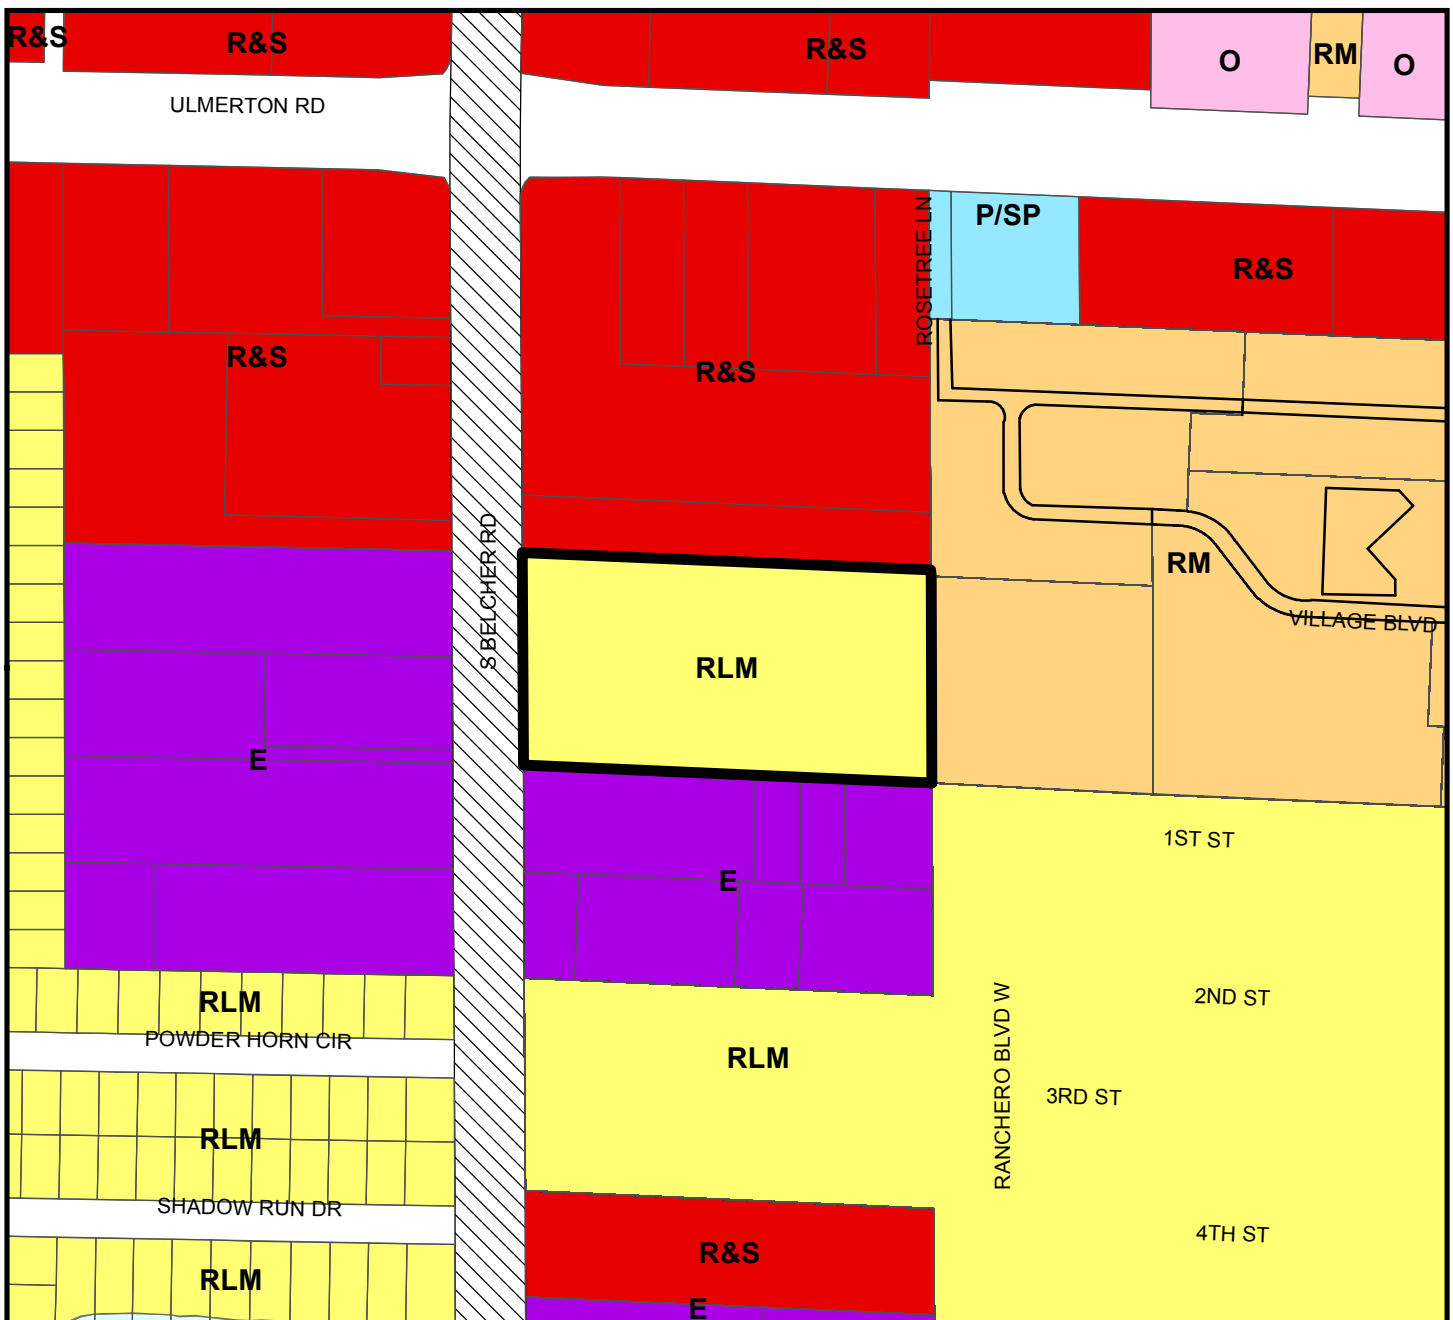 R&S
R&S
R&S
O
RM
O
ULMERTON RD
P/SP
ROSETREE LN
R&S
R&S
R&S
S BELCHER RD
RM
VILLAGE BLVD
RLM
E
1ST ST
E
2ND ST
RLM
POWDER HORN CIR
RLM
RANCHERO BLVD W
3RD ST
RLM
SHADOW RUN DR
4TH ST
R&S
RLM
E